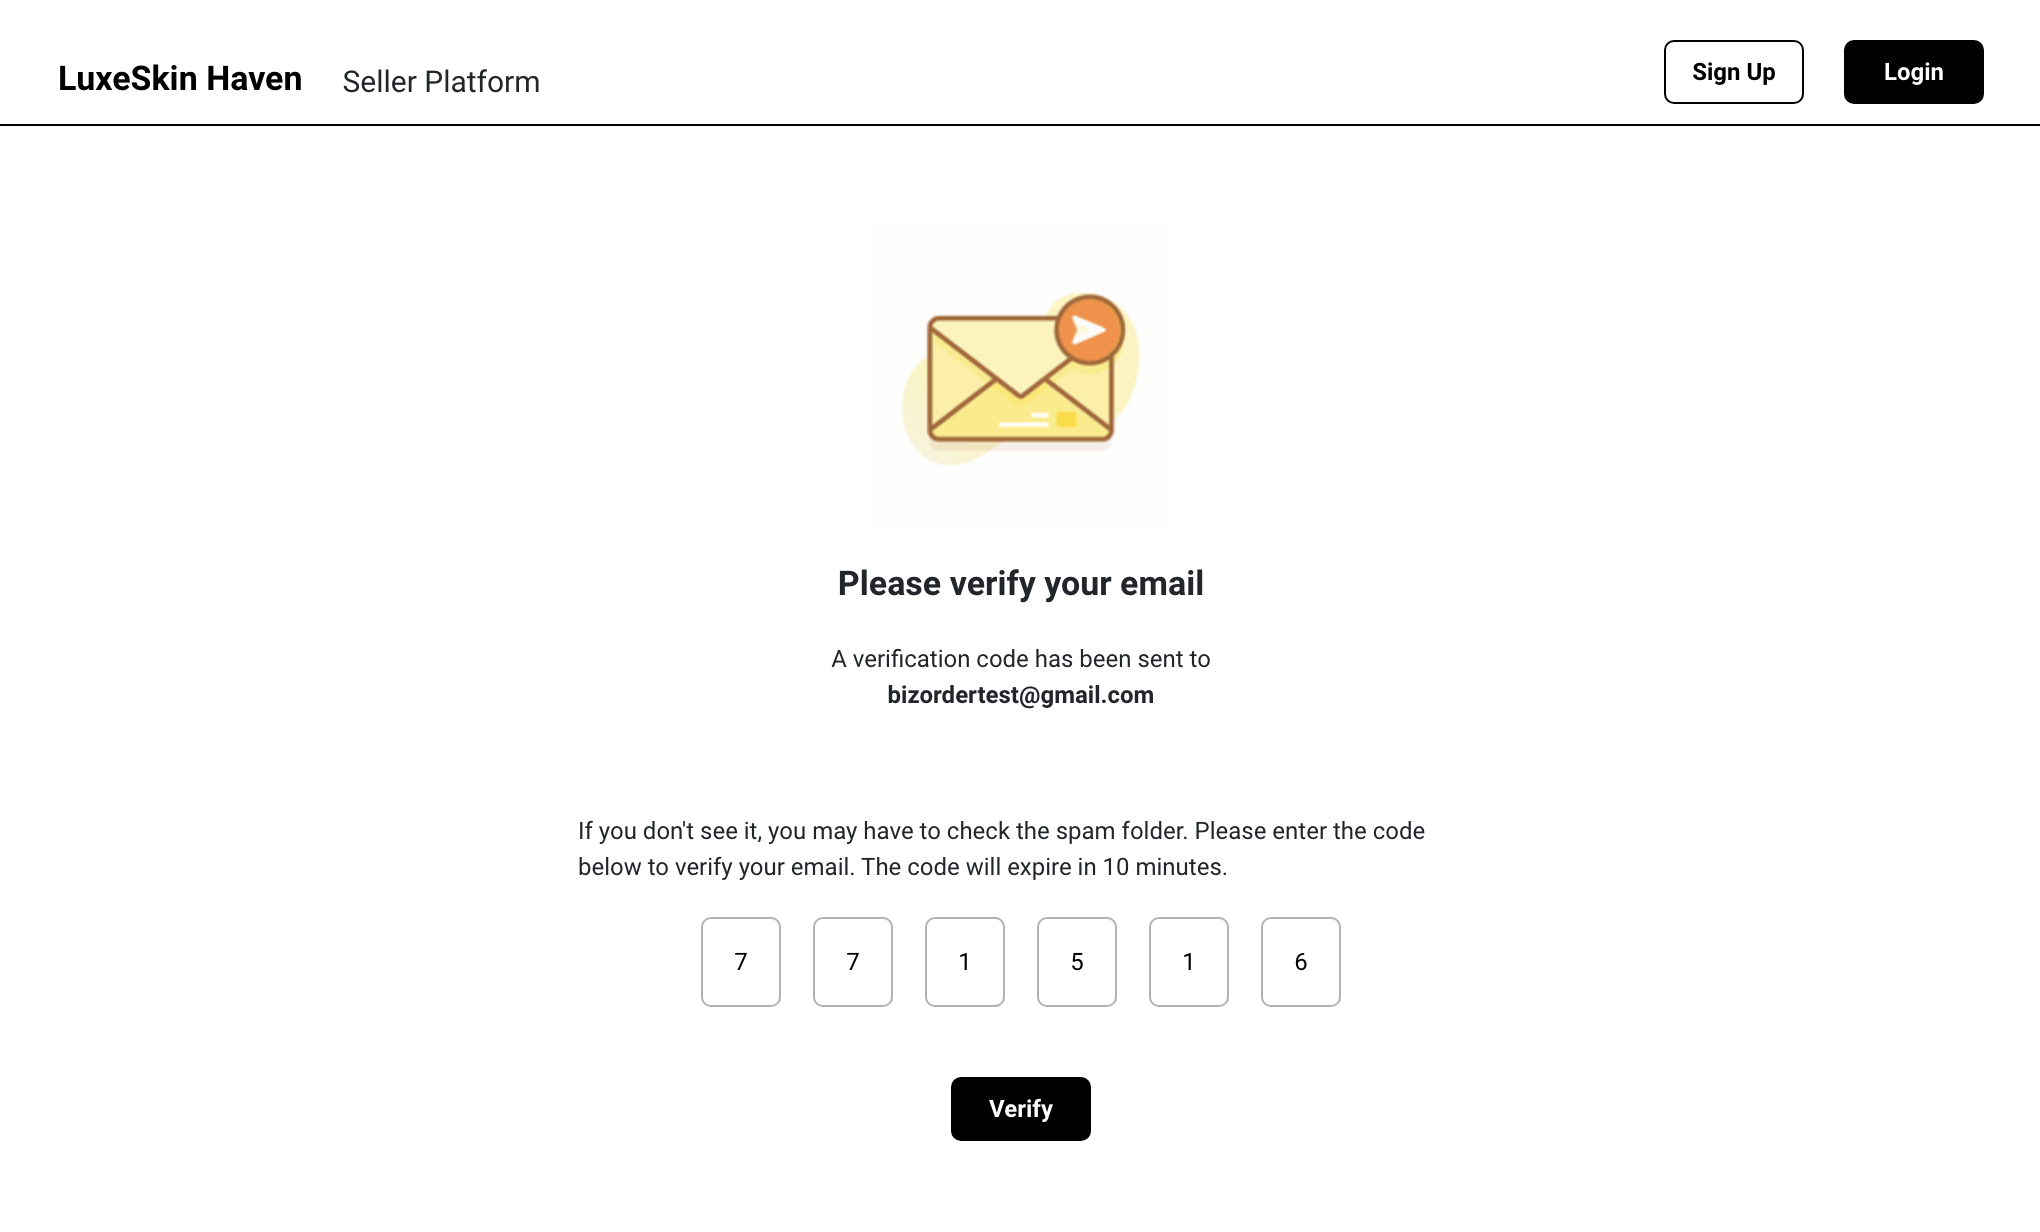 LuxeSkin Haven Seller Platform Sign Up Login
Please verify your email
A verification code has been sent to
bizordertest@gmail.com
If you don't see it, you may have to check the spam folder. Please enter the code
below to verify your email. The code will expire in 10 minutes.
7 7 1 5 1 6
Verify